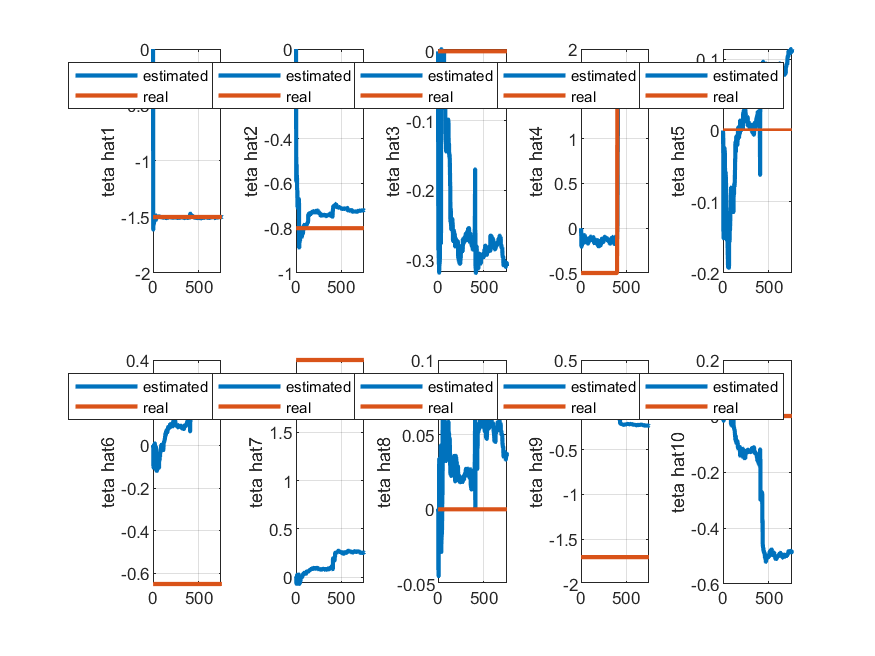 0
-0.5
-1
-1.5
-2
teta hat1
0 500
estimated
real
0
-0.4
-0.6
-0.8
-1
teta hat2
0 500
estimated
real
0
-0.1
-0.2
-0.3
teta hat3
0 500
estimated
real
2
1
0.5
0
-0.5
teta hat4
0 500
estimated
real
0.1
0
-0.1
-0.2
teta hat5
0 500
estimated
real
0.4
0
-0.2
-0.4
-0.6
teta hat6
0 500
estimated
real
1.5
1
0.5
0
teta hat7
0 500
estimated
real
0.1
0.05
0
-0.05
teta hat8
0 500
estimated
real
0.5
-0.5
-1
-1.5
-2
teta hat9
0 500
estimated
real
0.2
0
-0.2
-0.4
-0.6
teta hat10
0 500
estimated
real